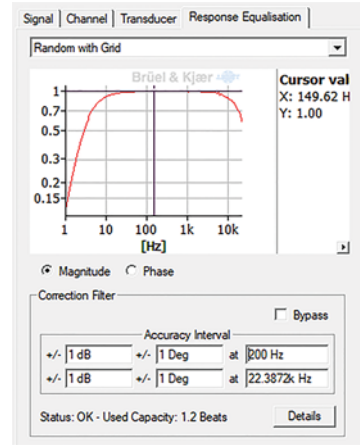 Signal Channel Transducer Response Equalisation
Random with Grid
Brüel & Kjær
Cursor val
X: 149.62 H
Y: 1.00
1
0.7
0.5
0.3
0.2
0.15
1 10 100 1k 10k
[Hz]
Magnitude Phase
Correction Filter
Bypass
Accuracy Interval
+/- 1 dB +/- 1 Deg at 200 Hz
+/- 1 dB +/- 1 Deg at 22.3872k Hz
Status: OK - Used Capacity: 1.2 Beats Details